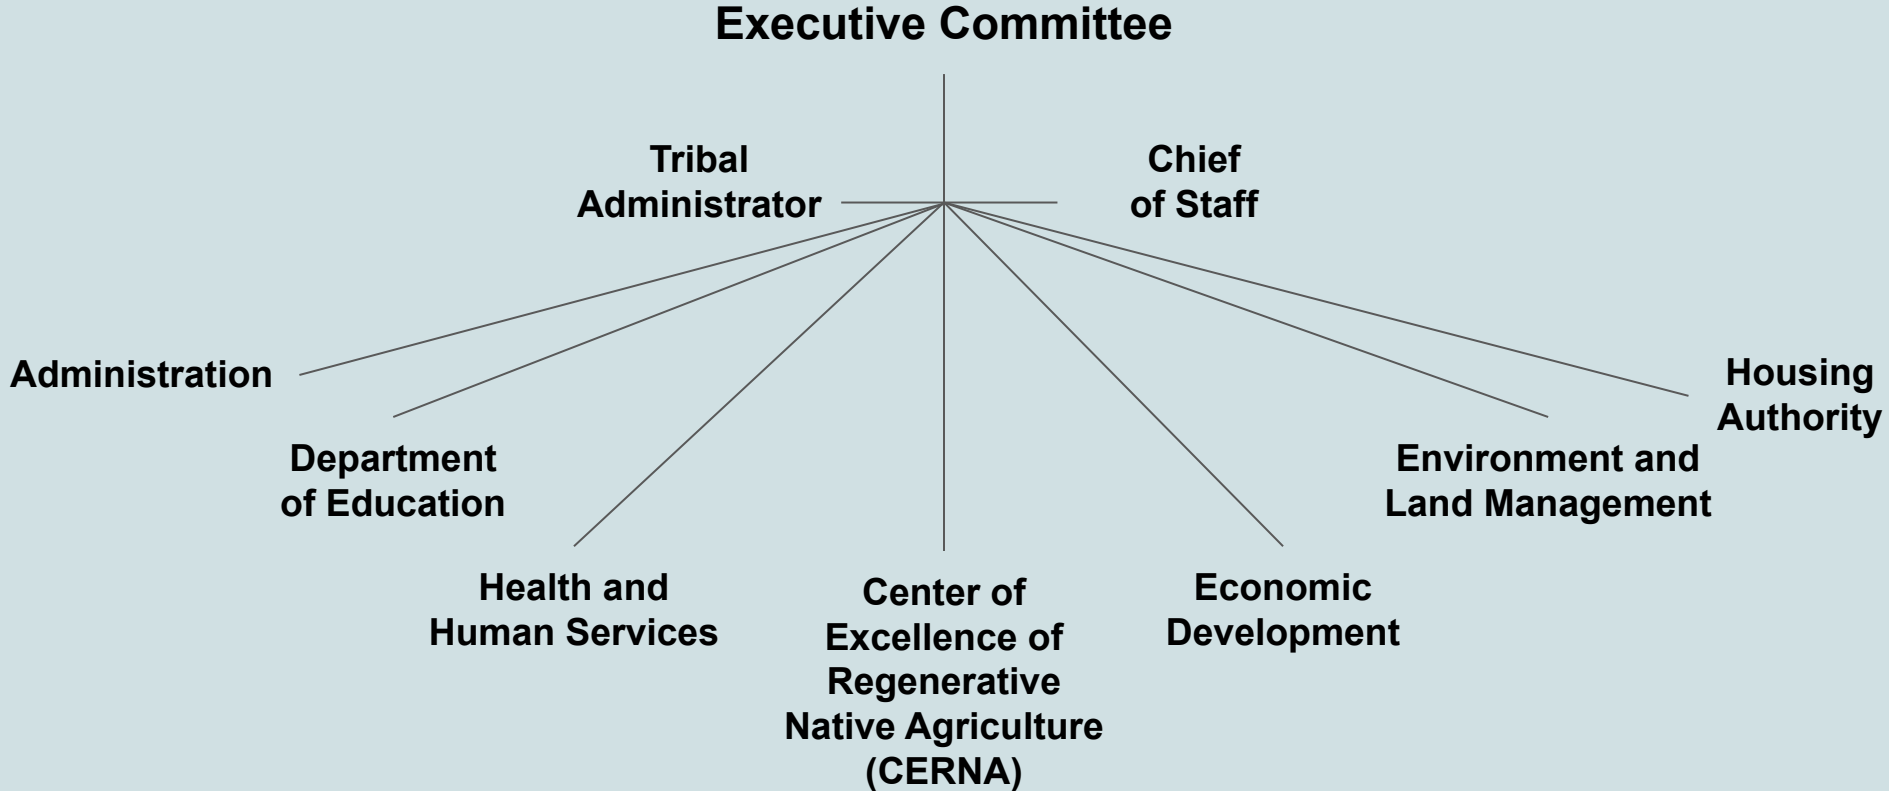 Executive Committee
Tribal
Administrator
Chief
of Staff
Administration
Department
of Education
Health and
Human Services
Center of
Excellence of
Regenerative
Native Agriculture
(CERNA)
Economic
Development
Environment and
Land Management
Housing
Authority